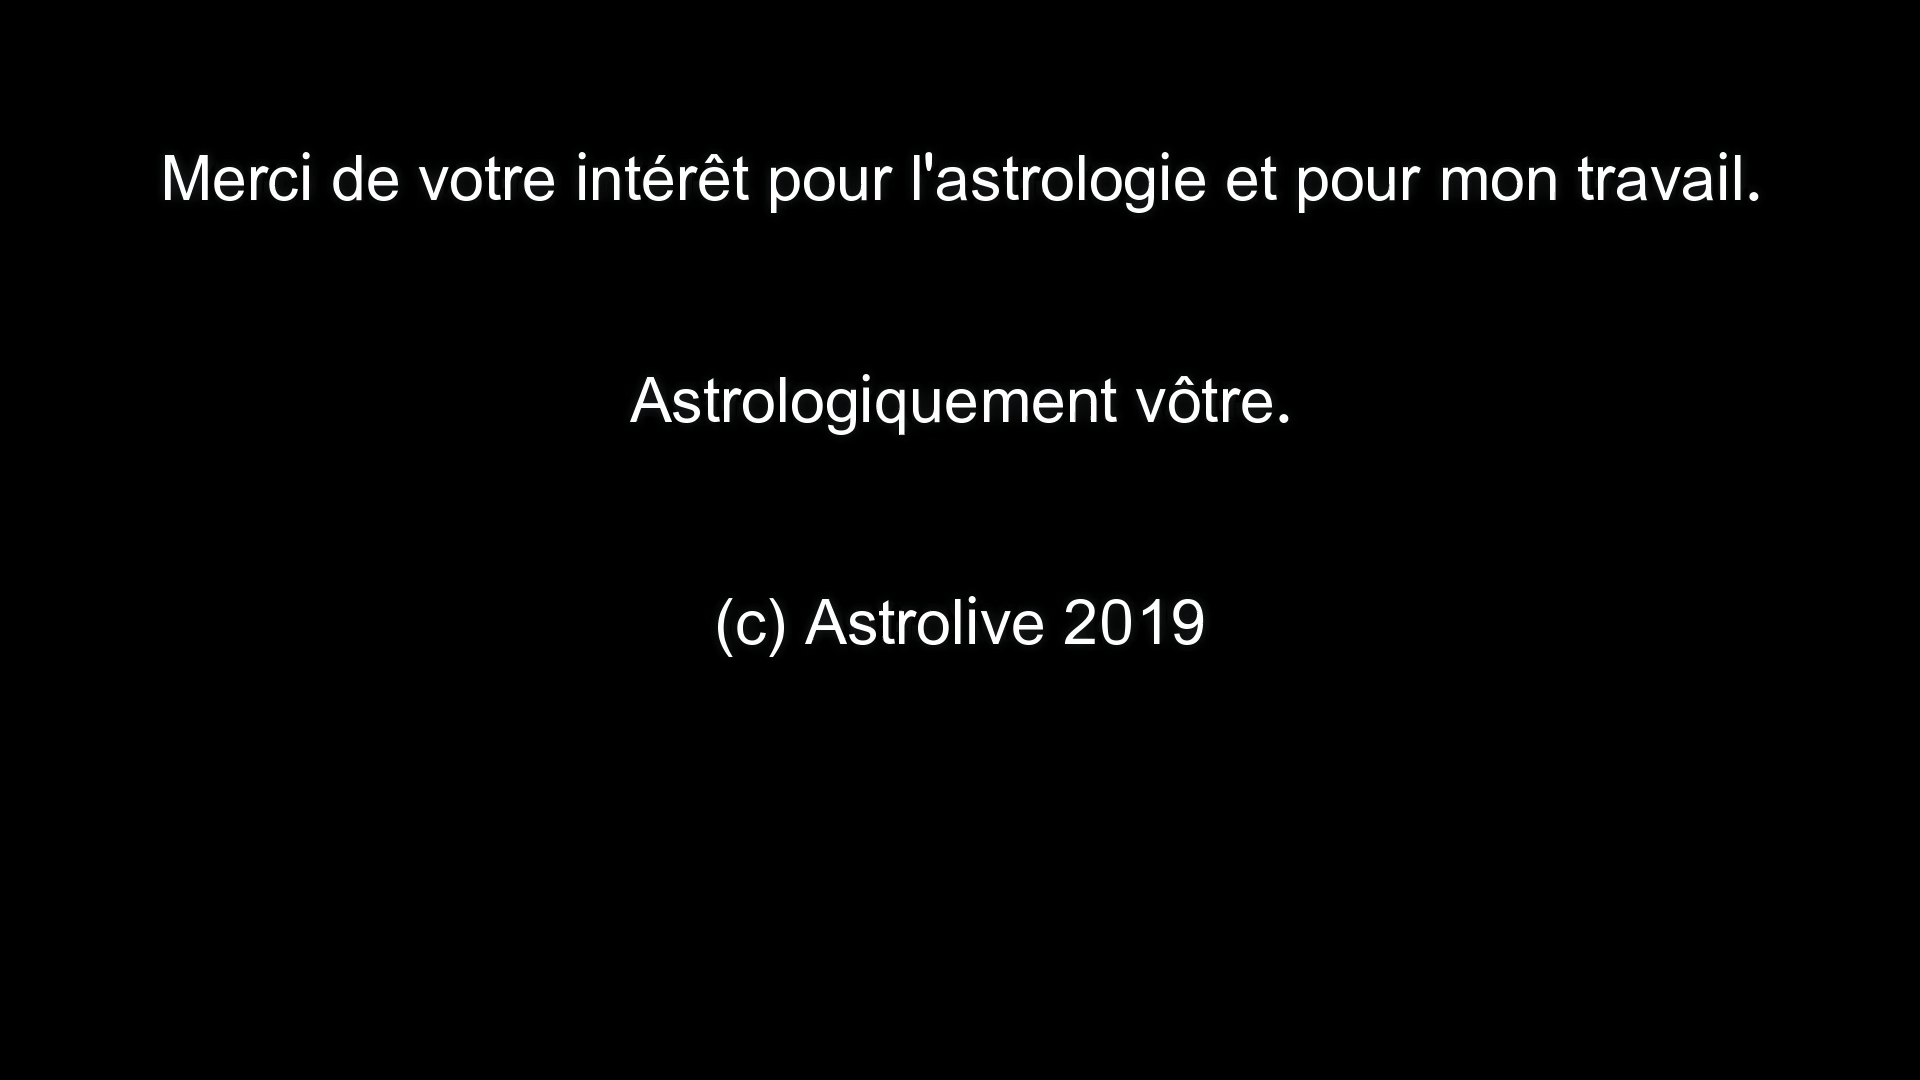 Merci de votre intérêt pour l'astrologie et pour mon travail.
Astrologiquement vôtre.
(c) Astrolive 2019